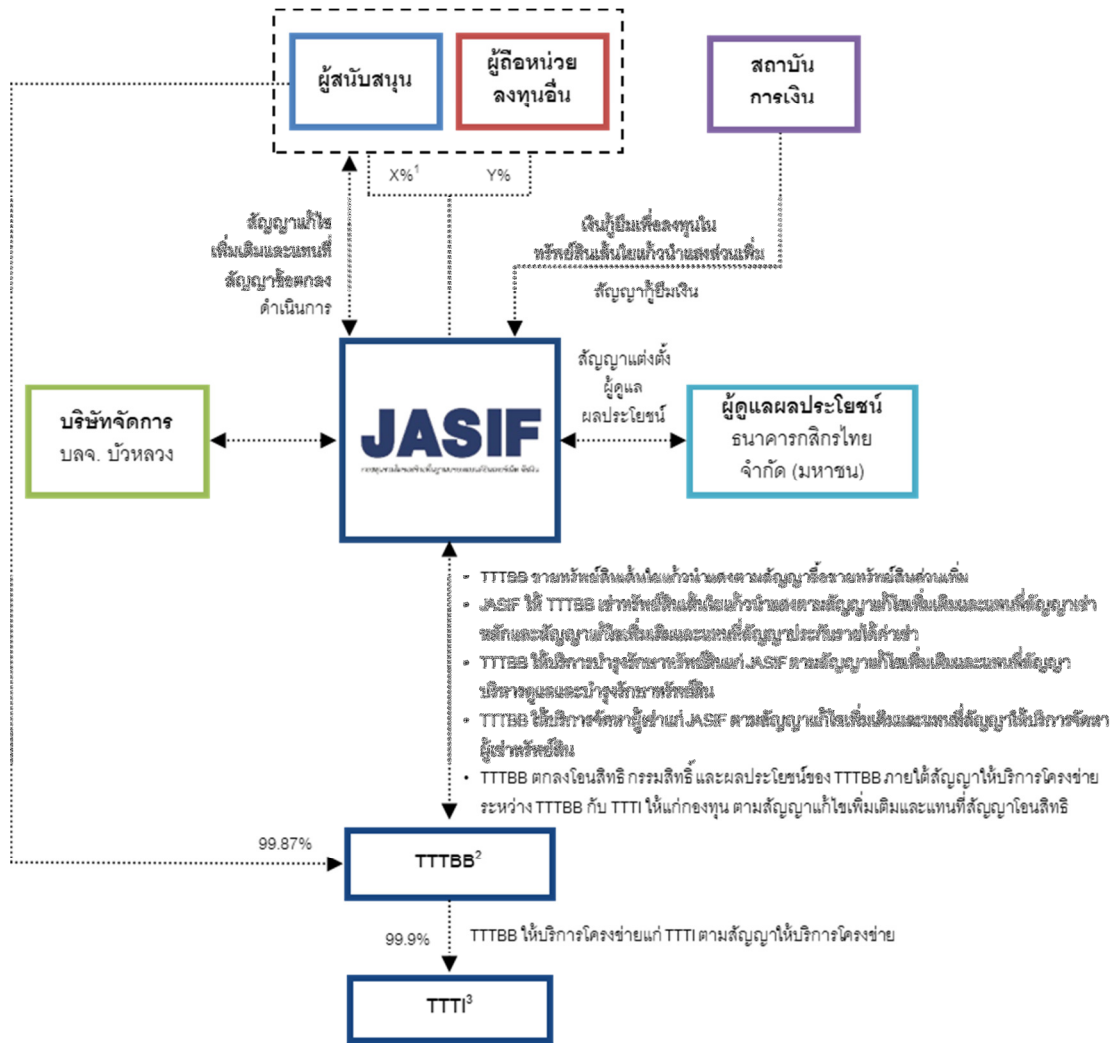 ผู้สนับสนุน
ผู้ถือหน่วย
ลงทุนอื่น
สถาบัน
การเงิน
X%¹
Y%
สัญญาแก้ไข
เพิ่มเติมและแทนที่
สัญญาข้อตกลง
ดำเนินการ
เงินกู้ยืมเพื่อลงทุนใน
ทรัพย์สินเส้นใยแก้วนำแสงส่วนเพิ่ม
สัญญากู้ยืมเงิน
บริษัทจัดการ
บลจ. บัวหลวง
JASIF
สัญญาแต่งตั้ง
ผู้ดูแล
ผลประโยชน์
ผู้ดูแลผลประโยชน์
ธนาคารกสิกรไทย
จำกัด (มหาชน)
• TTTBB ขายทรัพย์สินเส้นใยแก้วนำแสงตามสัญญาซื้อขายทรัพย์สินส่วนเพิ่ม
• JASIF ให้ TTTBB เช่าทรัพย์สินเส้นใยแก้วนำแสงตามสัญญาแก้ไขเพิ่มเติมและแทนที่สัญญาเช่า
หลักและสัญญาแก้ไขเพิ่มเติมและแทนที่สัญญาประกันรายได้ค่าเช่า
• TTTBB ให้บริการบำรุงรักษาทรัพย์สินแก่ JASIF ตามสัญญาแก้ไขเพิ่มเติมและแทนที่สัญญา
บริหารดูแลและบำรุงรักษาทรัพย์สิน
• TTTBB ให้บริการจัดหาผู้เช่าแก่ JASIF ตามสัญญาแก้ไขเพิ่มเติมและแทนที่สัญญาให้บริการจัดหา
ผู้เช่าทรัพย์สิน
• TTTBB ตกลงโอนสิทธิ กรรมสิทธิ์ และผลประโยชน์ของ TTTBB ภายใต้สัญญาให้บริการโครงข่าย
ระหว่าง TTTBB กับ TTTI ให้แก่กองทุน ตามสัญญาแก้ไขเพิ่มเติมและแทนที่สัญญาโอนสิทธิ
99.87%
TTTBB²
99.9%
TTTBB ให้บริการโครงข่ายแก่ TTTI ตามสัญญาให้บริการโครงข่าย
TTTI³